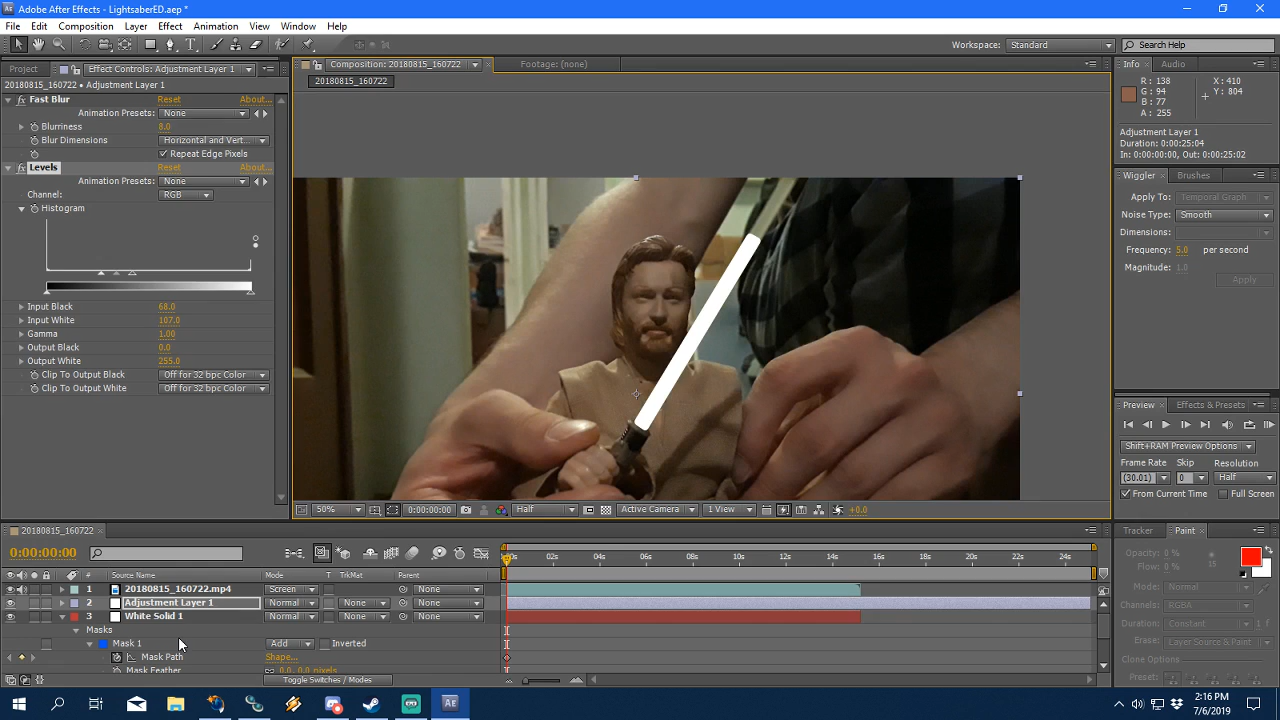 Adobe After Effects - LightsaberED.aep *
File Edit Composition Layer Effect Animation View Window Help
Workspace: Standard Search Help
Project Effect Controls: Adjustment Layer 1
20180815_160722 • Adjustment Layer 1
Fast Blur Reset About...
Animation Presets: None
Blurriness 8.0
Blur Dimensions Horizontal and Vert...
Repeat Edge Pixels
Levels Reset About...
Animation Presets: None
Channel: RGB
Histogram
Input Black 68.0
Input White 107.0
Gamma 1.00
Output Black 0.0
Output White 255.0
Clip To Output Black Off for 32 bpc Color
Clip To Output White Off for 32 bpc Color
Composition: 20180815_160722 Footage: (none)
20180815_160722
50% 0:00:00:00 Half Active Camera 1 View +0.0
Info Audio
R: 138 X: 410
G: 94 Y: 804
B: 77
A: 255
Adjustment Layer 1
Duration: 0:00:25:04
In: 0:00:00:00, Out: 0:00:25:02
Wiggler Brushes
Apply To: Temporal Graph
Noise Type: Smooth
Dimensions:
Frequency: 5.0 per second
Magnitude: 1.0
Apply
Preview Effects & Presets
Shift+RAM Preview Options
Frame Rate Skip Resolution
(30.01) 0 Half
From Current Time Full Screen
Tracker Paint
Opacity: 0 %
Flow: 0 % 15
Mode: Normal
Channels: RGBA
Duration: Constant
Erase: Layer Source & Paint
Clone Options
Preset:
20180815_160722
0:00:00:00
02s 04s 06s 08s 10s 12s 14s 16s 18s 20s 22s 24s
# Source Name Mode T TrkMat Parent
1 20180815_160722.mp4 Screen None
2 Adjustment Layer 1 Normal None None
3 White Solid 1 Normal None None
Masks
Mask 1 Add Inverted
Mask Path Shape...
Mask Feather 0.0, 0.0 pixels
Toggle Switches / Modes
Ae
2:16 PM
7/6/2019